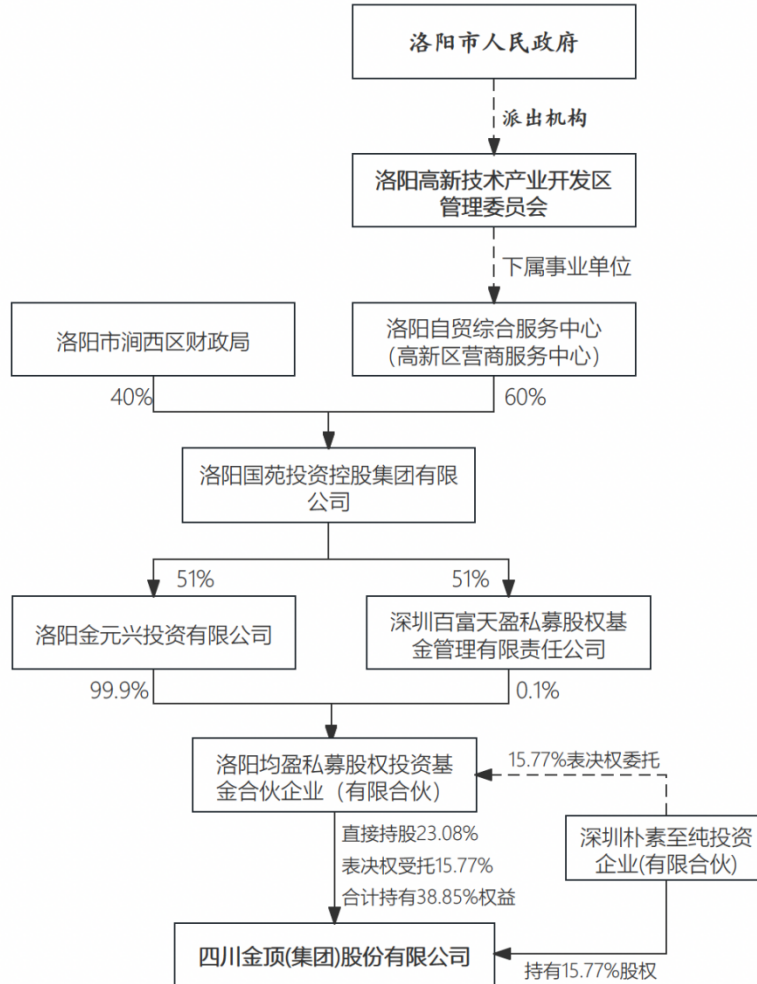 洛阳市人民政府
派出机构
洛阳高新技术产业开发区
管理委员会
下属事业单位
洛阳市涧西区财政局
洛阳自贸综合服务中心
（高新区营商服务中心）
40%
60%
洛阳国苑投资控股集团有限
公司
51%
51%
洛阳金元兴投资有限公司
深圳百富天盈私募股权基
金管理有限责任公司
99.9%
0.1%
洛阳均盈私募股权投资基
金合伙企业（有限合伙）
15.77%表决权委托
直接持股23.08%
表决权受托15.77%
合计持有38.85%权益
深圳朴素至纯投资
企业(有限合伙)
四川金顶(集团)股份有限公司
持有15.77%股权